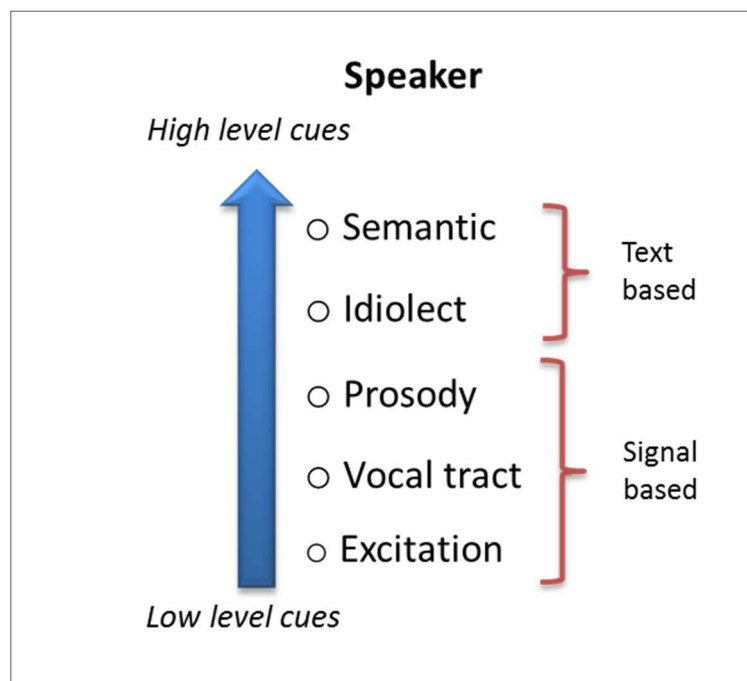 Speaker
High level cues
Semantic
Idiolect
Text
based
Prosody
Vocal tract
Excitation
Signal
based
Low level cues